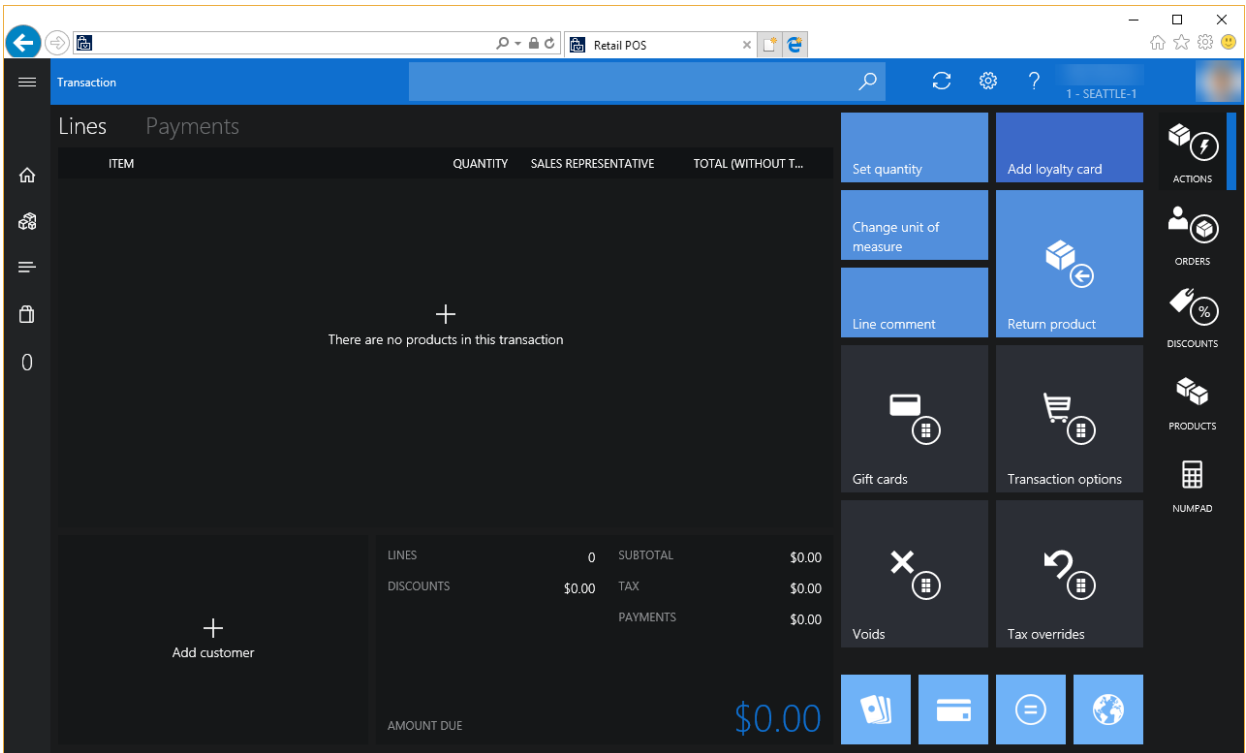 Retail POS
Transaction
1 - SEATTLE-1
Lines Payments
ITEM QUANTITY SALES REPRESENTATIVE TOTAL (WITHOUT T...
There are no products in this transaction
0
Add customer
LINES 0 SUBTOTAL $0.00
DISCOUNTS $0.00 TAX $0.00
PAYMENTS $0.00
AMOUNT DUE $0.00
Set quantity
Add loyalty card
Change unit of
measure
Line comment
Return product
Gift cards
Transaction options
Voids
Tax overrides
ACTIONS
ORDERS
DISCOUNTS
PRODUCTS
NUMPAD